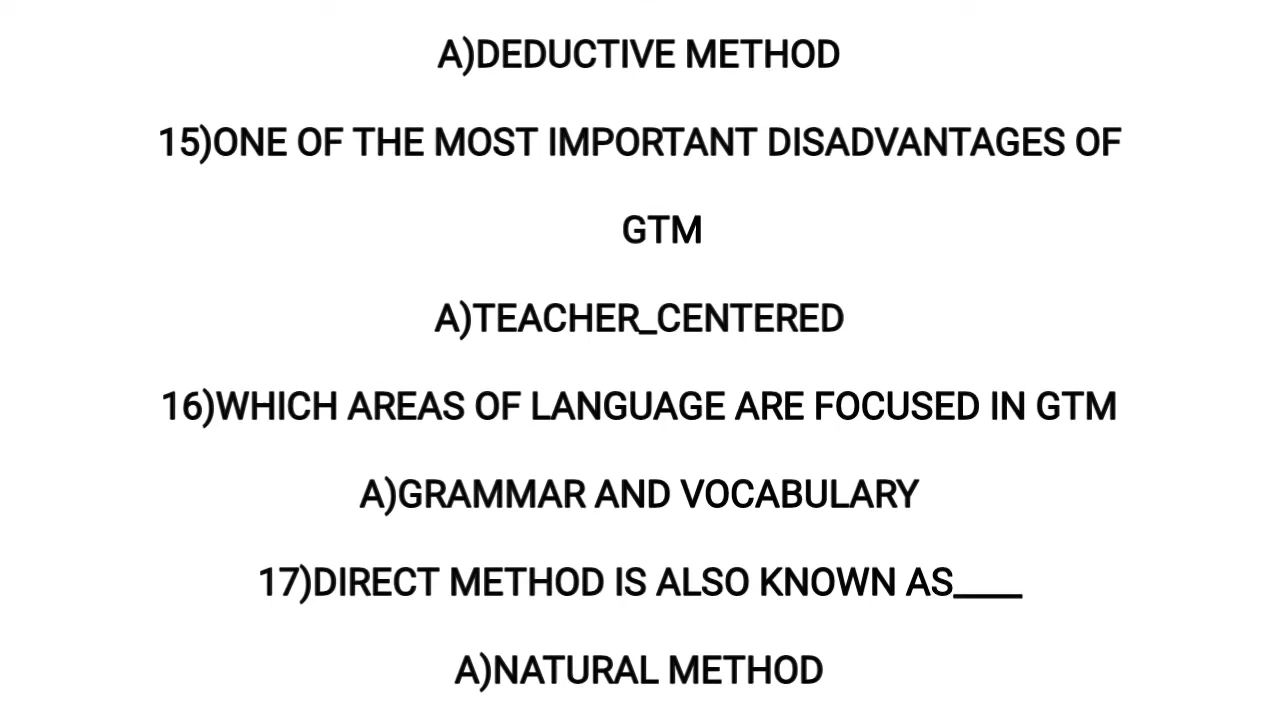 A)DEDUCTIVE METHOD
15)ONE OF THE MOST IMPORTANT DISADVANTAGES OF
GTM
A)TEACHER_CENTERED
16)WHICH AREAS OF LANGUAGE ARE FOCUSED IN GTM
A)GRAMMAR AND VOCABULARY
17)DIRECT METHOD IS ALSO KNOWN AS____
A)NATURAL METHOD